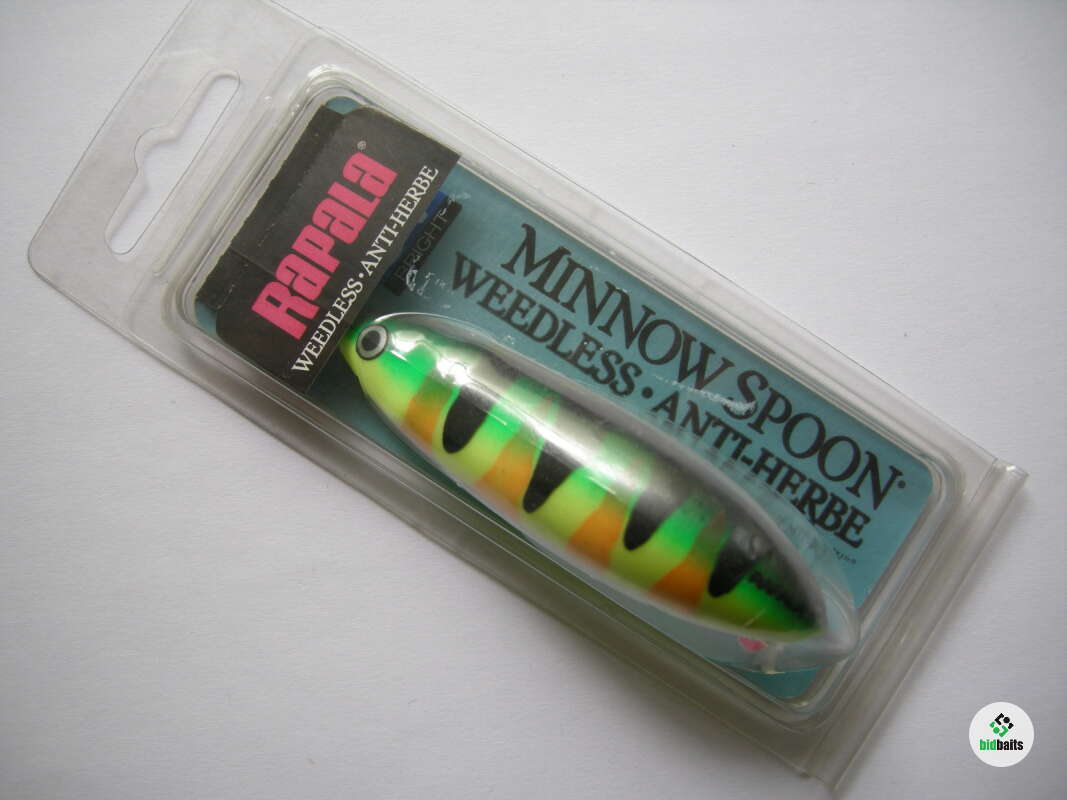 Rapala®
WEEDLESS • ANTI-HERBE
BRIGHT
MINNOW SPOON
WEEDLESS • ANTI-HERBE
bidbaits